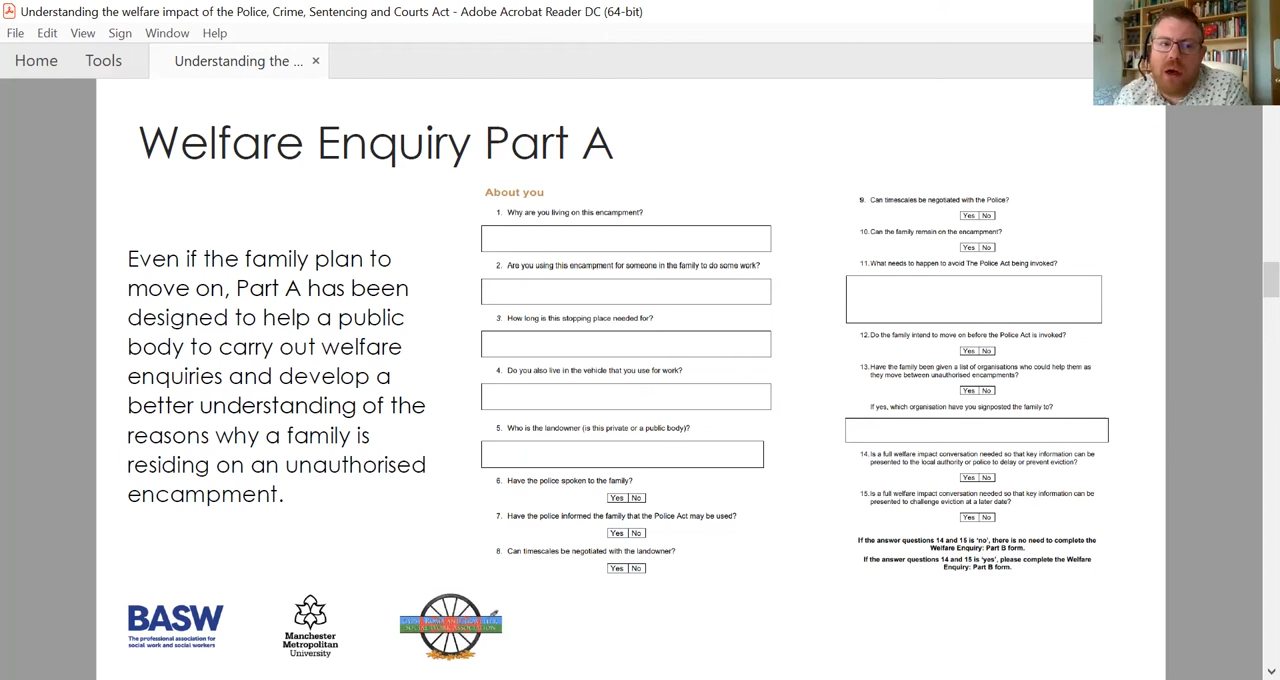 Understanding the welfare impact of the Police, Crime, Sentencing and Courts Act - Adobe Acrobat Reader DC (64-bit)
File Edit View Sign Window Help
Home Tools Understanding the ... ×
Welfare Enquiry Part A
Even if the family plan to
move on, Part A has been
designed to help a public
body to carry out welfare
enquiries and develop a
better understanding of the
reasons why a family is
residing on an unauthorised
encampment.
About you
1. Why are you living on this encampment?
2. Are you using this encampment for someone in the family to do some work?
3. How long is this stopping place needed for?
4. Do you also live in the vehicle that you use for work?
5. Who is the landowner (is this private or a public body)?
6. Have the police spoken to the family?
Yes No
7. Have the police informed the family that the Police Act may be used?
Yes No
8. Can timescales be negotiated with the landowner?
Yes No
9. Can timescales be negotiated with the Police?
Yes No
10. Can the family remain on the encampment?
Yes No
11. What needs to happen to avoid The Police Act being invoked?
12. Do the family intend to move on before the Police Act is invoked?
Yes No
13. Have the family been given a list of organisations who could help them as
they move between unauthorised encampments?
Yes No
If yes, which organisation have you signposted the family to?
14. Is a full welfare impact conversation needed so that key information can be
presented to the local authority or police to delay or prevent eviction?
Yes No
15. Is a full welfare impact conversation needed so that key information can be
presented to challenge eviction at a later date?
Yes No
If the answer questions 14 and 15 is 'no', there is no need to complete the
Welfare Enquiry: Part B form.
If the answer questions 14 and 15 is 'yes', please complete the Welfare
Enquiry: Part B form.
BASW
The professional association for
social work and social workers
Manchester
Metropolitan
University
SOCIAL WORK ASSOCIATION